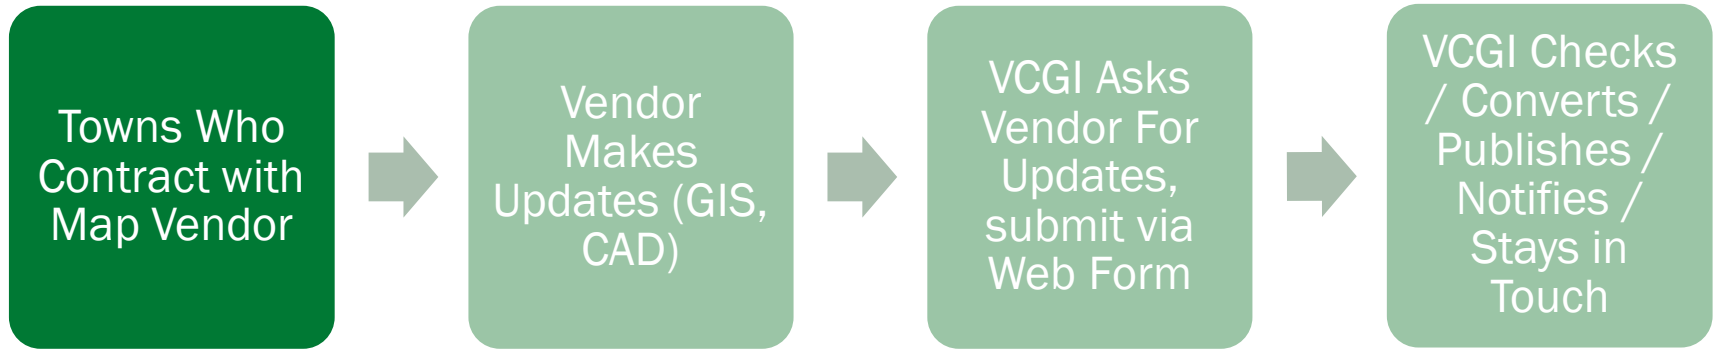 Towns Who
Contract with
Map Vendor
Vendor
Makes
Updates (GIS,
CAD)
VCGI Asks
Vendor For
Updates,
submit via
Web Form
VCGI Checks
/ Converts /
Publishes /
Notifies /
Stays in
Touch